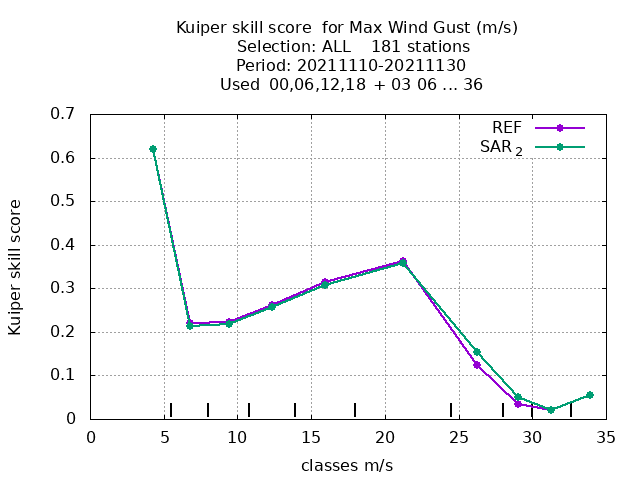 Kuiper skill score  for Max Wind Gust (m/s)
Selection: ALL    181 stations
Period: 20211110-20211130
Used  00,06,12,18  + 03 06 ... 36
REF
SAR 2
Kuiper skill score
0.7
0.6
0.5
0.4
0.3
0.2
0.1
0
0 5 10 15 20 25 30 35
classes m/s